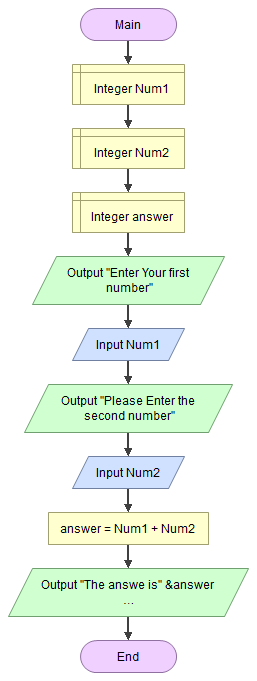 Main
Integer Num1
Integer Num2
Integer answer
Output "Enter Your first
number"
Input Num1
Output "Please Enter the
second number"
Input Num2
answer = Num1 + Num2
Output "The answe is" &answer
...
End